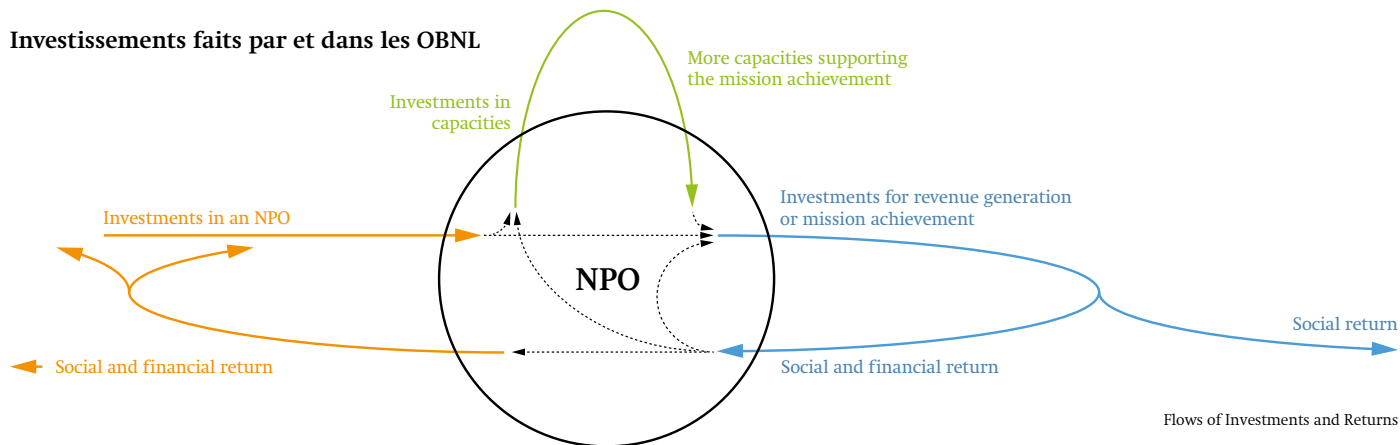 Investissements faits par et dans les OBNL
More capacities supporting
the mission achievement
Investments in
capacities
Investments in an NPO
Investments for revenue generation
or mission achievement
NPO
Social return
Social and financial return
Social and financial return
Flows of Investments and Returns